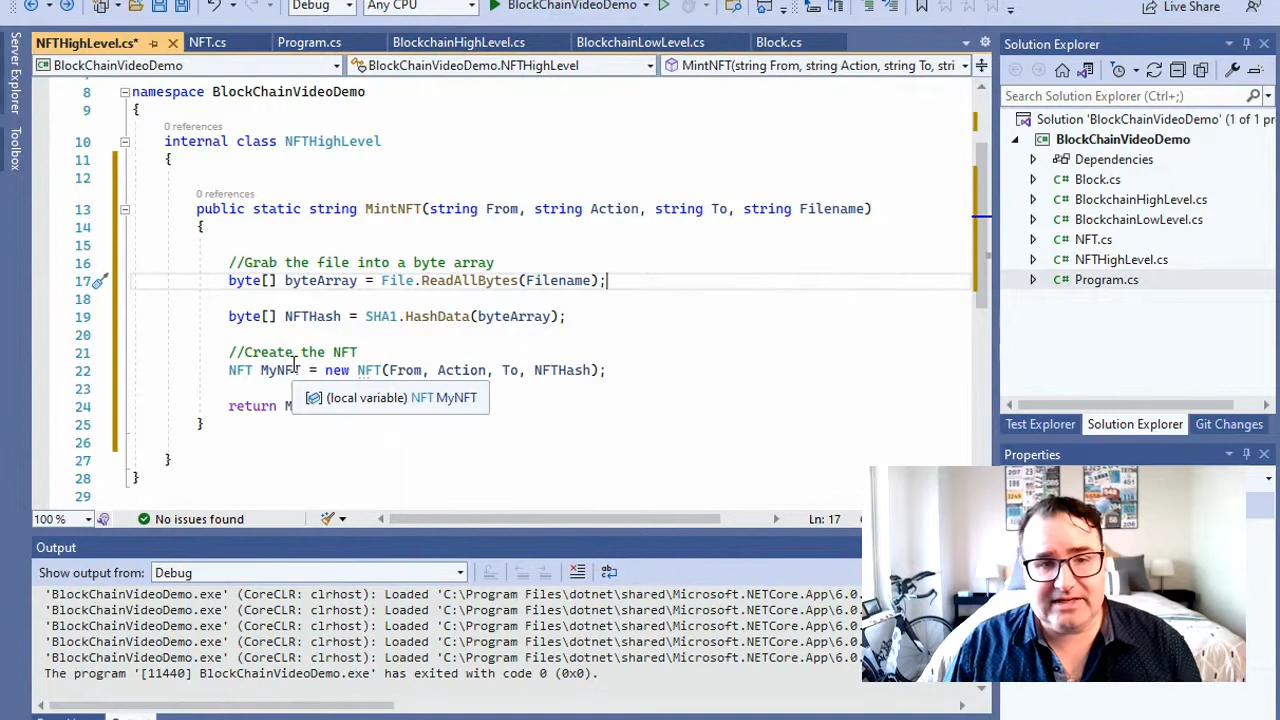 Debug
Any CPU
BlockChainVideoDemo
Live Share
NFTHighLevel.cs*
NFT.cs
Program.cs
BlockchainHighLevel.cs
BlockchainLowLevel.cs
Block.cs
BlockChainVideoDemo
BlockChainVideoDemo.NFTHighLevel
MintNFT(string From, string Action, string To, stri
Server Explorer
Toolbox
8 namespace BlockChainVideoDemo
9 {
0 references
10 internal class NFTHighLevel
11 {
12
0 references
13 public static string MintNFT(string From, string Action, string To, string Filename)
14 {
15
16 //Grab the file into a byte array
17 byte[] byteArray = File.ReadAllBytes(Filename);
18
19 byte[] NFTHash = SHA1.HashData(byteArray);
20
21 //Create the NFT
22 NFT MyNFT = new NFT(From, Action, To, NFTHash);
23
(local variable) NFT MyNFT
24 return M
25 }
26
27 }
28 }
29
100 %
No issues found
Ln: 17
Output
Show output from: Debug
'BlockChainVideoDemo.exe' (CoreCLR: clrhost): Loaded 'C:\Program Files\dotnet\shared\Microsoft.NETCore.App\6.0.
'BlockChainVideoDemo.exe' (CoreCLR: clrhost): Loaded 'C:\Program Files\dotnet\shared\Microsoft.NETCore.App\6.0.
'BlockChainVideoDemo.exe' (CoreCLR: clrhost): Loaded 'C:\Program Files\dotnet\shared\Microsoft.NETCore.App\6.0.
'BlockChainVideoDemo.exe' (CoreCLR: clrhost): Loaded 'C:\Program Files\dotnet\shared\Microsoft.NETCore.App\6.0.
'BlockChainVideoDemo.exe' (CoreCLR: clrhost): Loaded 'C:\Program Files\dotnet\shared\Microsoft.NETCore.App\6.0.
The program '[11440] BlockChainVideoDemo.exe' has exited with code 0 (0x0).
Solution Explorer
Search Solution Explorer (Ctrl+;)
Solution 'BlockChainVideoDemo' (1 of 1 pr
BlockChainVideoDemo
Dependencies
C# Block.cs
C# BlockchainHighLevel.cs
C# BlockchainLowLevel.cs
C# NFT.cs
C# NFTHighLevel.cs
C# Program.cs
Test Explorer
Solution Explorer
Git Changes
Properties